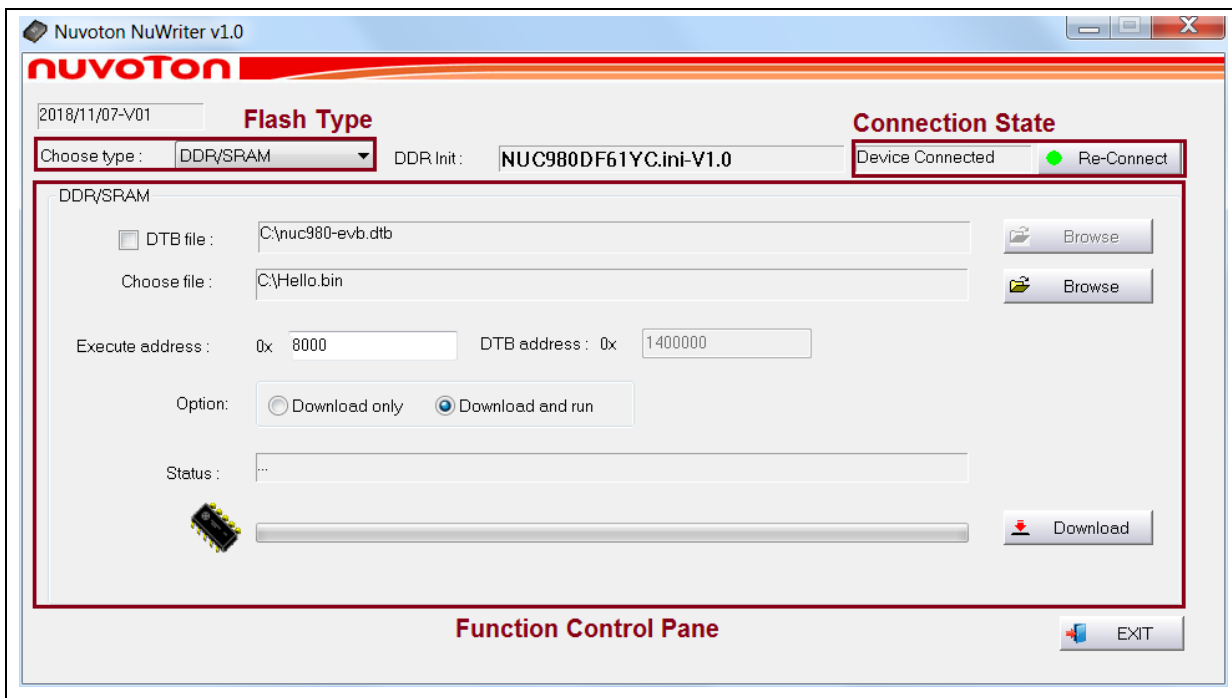 Nuvoton NuWriter v1.0
nuvoTon
2018/11/07-V01
Flash Type
Connection State
Choose type : DDR/SRAM DDR Init : NUC980DF61YC.ini-V1.0 Device Connected Re-Connect
DDR/SRAM
DTB file : C:\nuc980-evb.dtb Browse
Choose file : C:\Hello.bin Browse
Execute address : 0x 8000 DTB address : 0x 1400000
Option: Download only Download and run
Status : ...
Download
Function Control Pane
EXIT